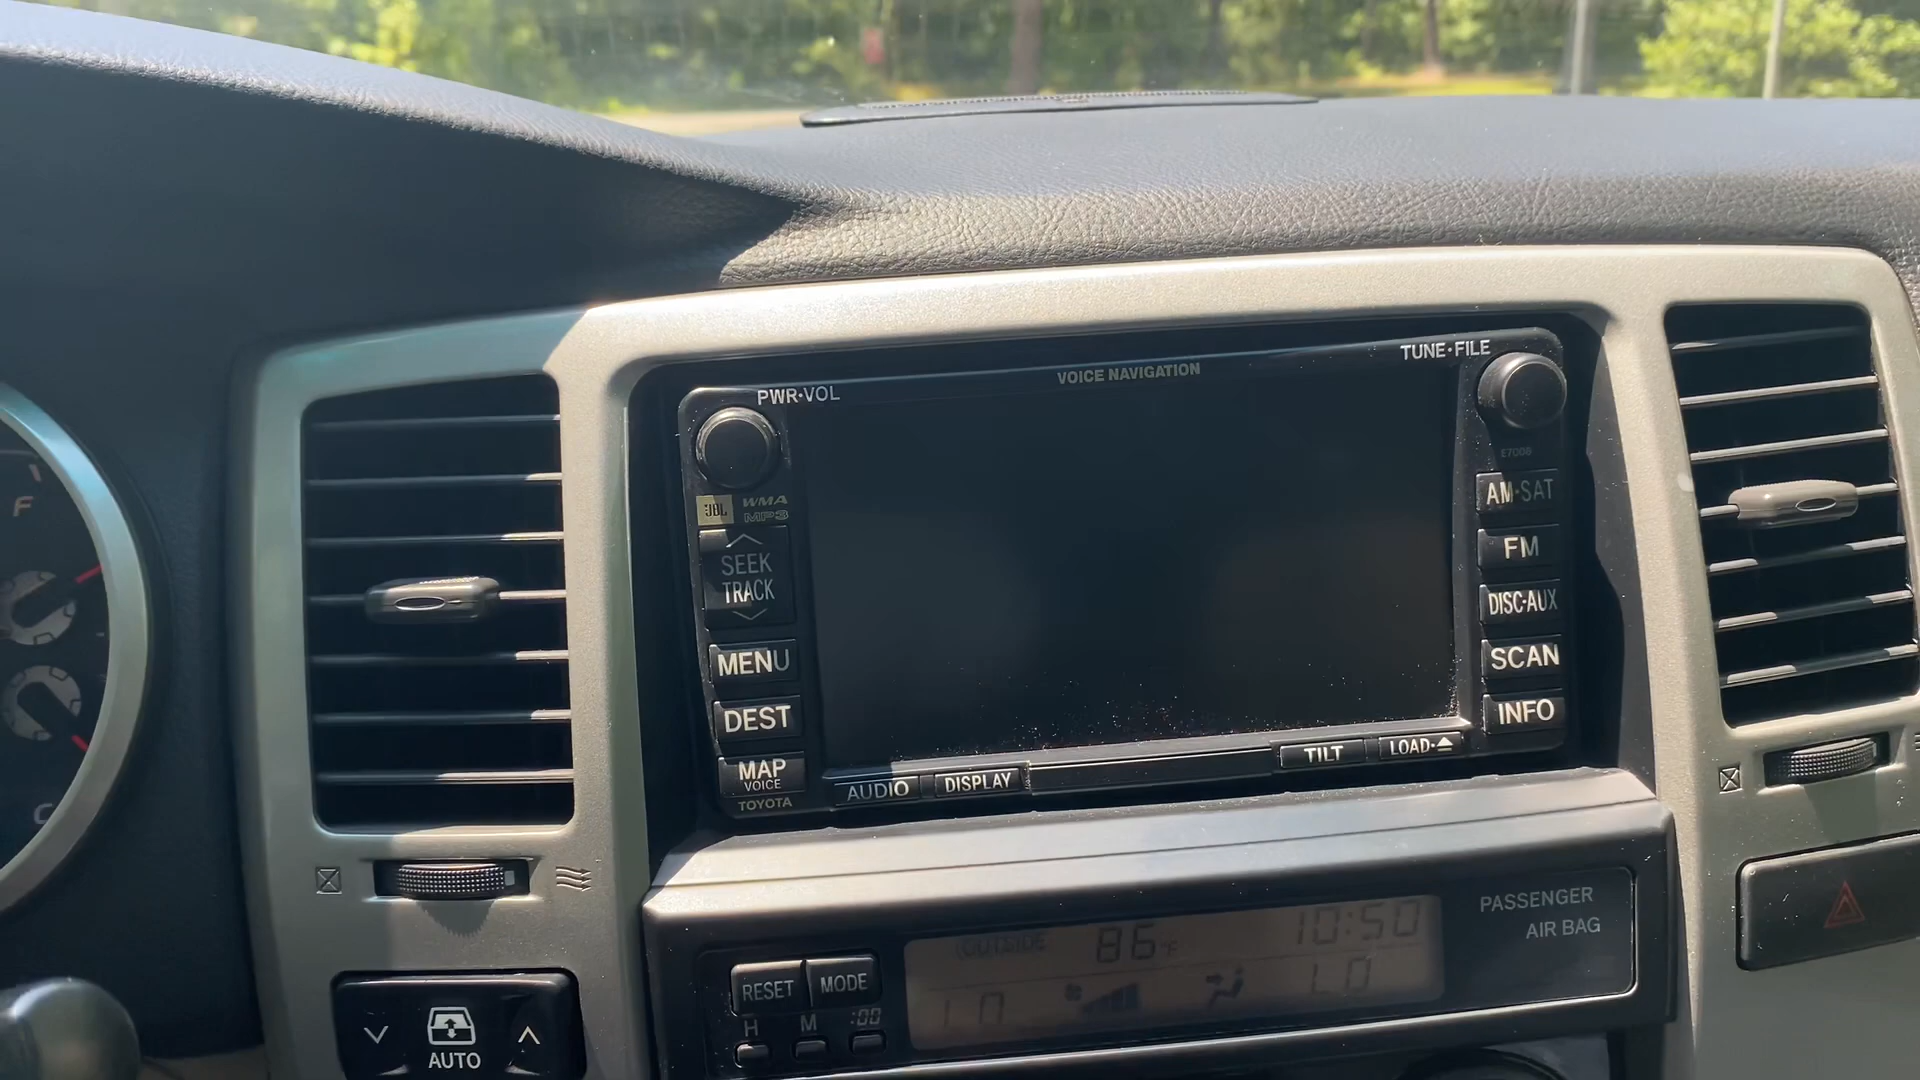 F
C
PWR•VOL
VOICE NAVIGATION
TUNE•FILE
JBL
WMA
MP3
SEEK
TRACK
MENU
DEST
MAP
VOICE
TOYOTA
AUDIO
DISPLAY
TILT
LOAD•
E7008
AM•SAT
FM
DISC•AUX
SCAN
INFO
PASSENGER
AIR BAG
OUTSIDE 86°F 10:50
LO LO
RESET
MODE
H M :00
AUTO